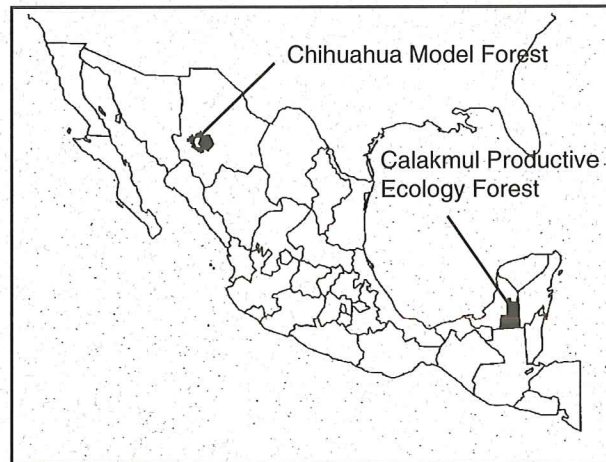 Chihuahua Model Forest
Calakmul Productive
Ecology Forest